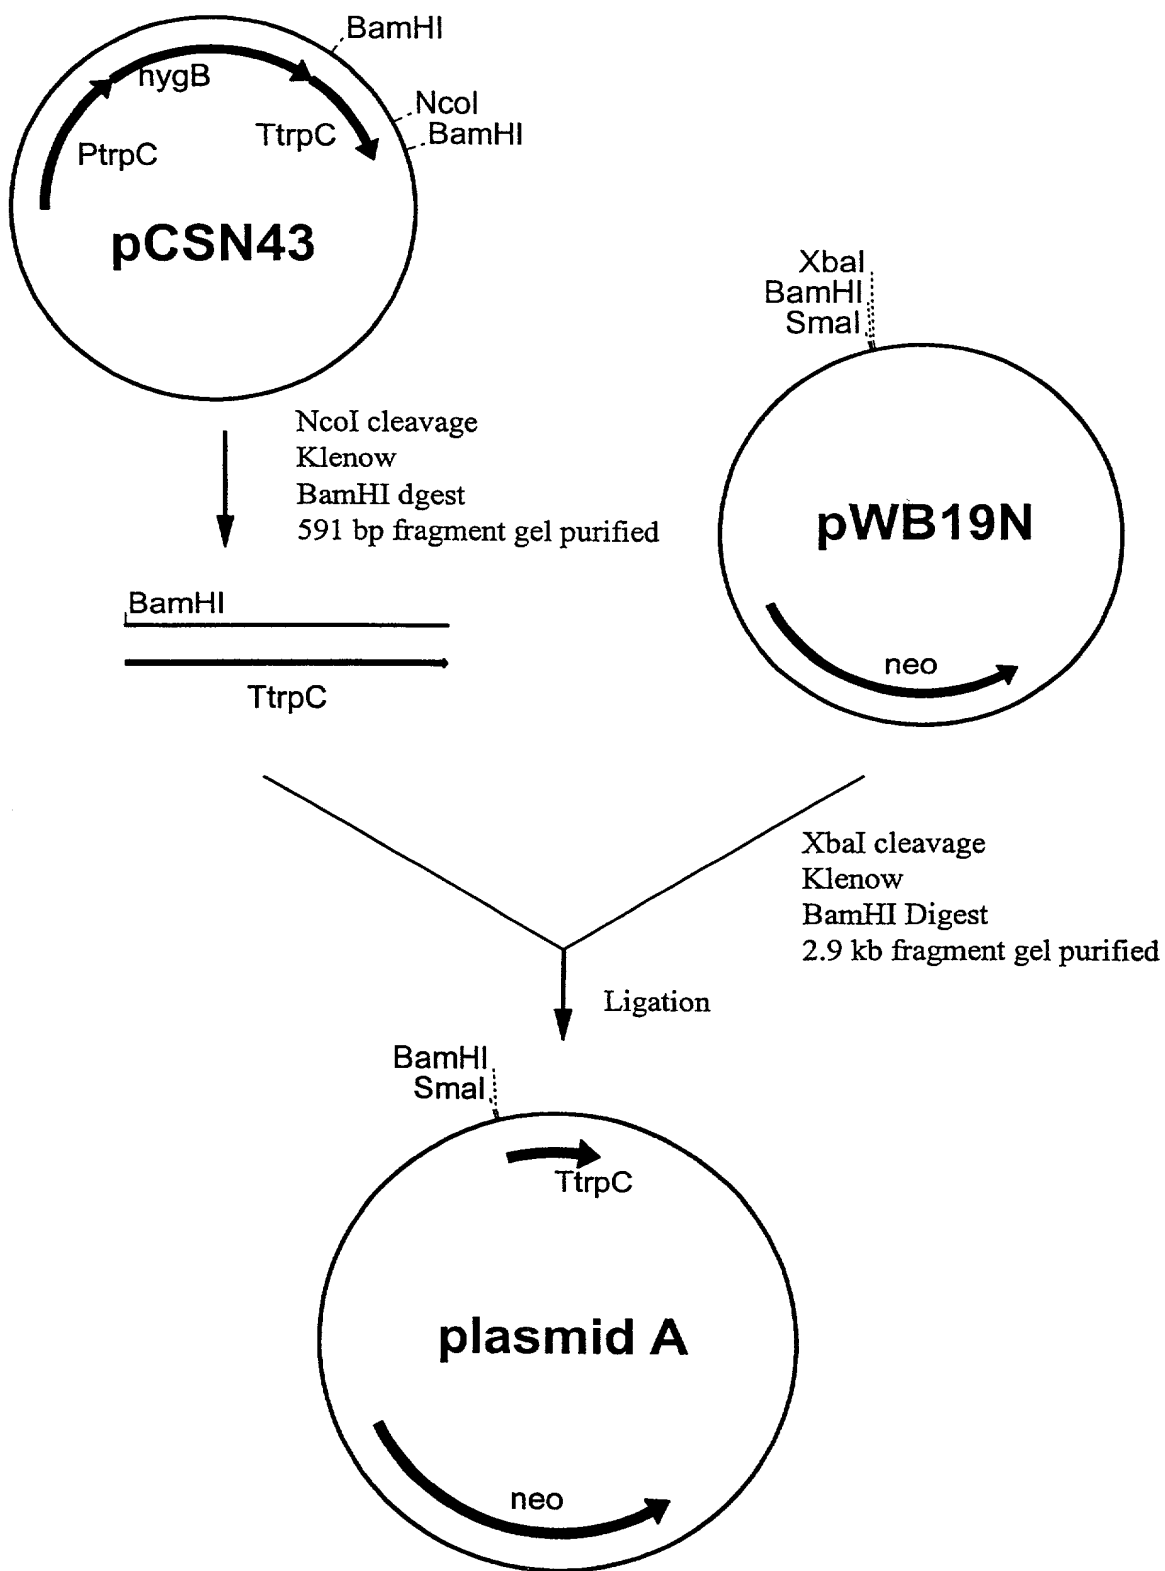 BamHI
hygB
NcoI
TtrpC
BamHI
PtrpC
pCSN43
XbaI
BamHI
SmaI
NcoI cleavage
Klenow
BamHI dgest
591 bp fragment gel purified
pWB19N
BamHI
neo
TtrpC
XbaI cleavage
Klenow
BamHI Digest
2.9 kb fragment gel purified
Ligation
BamHI
SmaI
TtrpC
plasmid A
neo